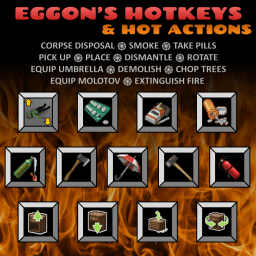 EGGON'S HOTKEYS
& HOT ACTIONS
CORPSE DISPOSAL ֍ SMOKE ֍ TAKE PILLS
PICK UP ֍ PLACE ֍ DISMANTLE ֍ ROTATE
EQUIP UMBRELLA ֍ DEMOLISH ֍ CHOP TREES
EQUIP MOLOTOV ֍ EXTINGUISH FIRE